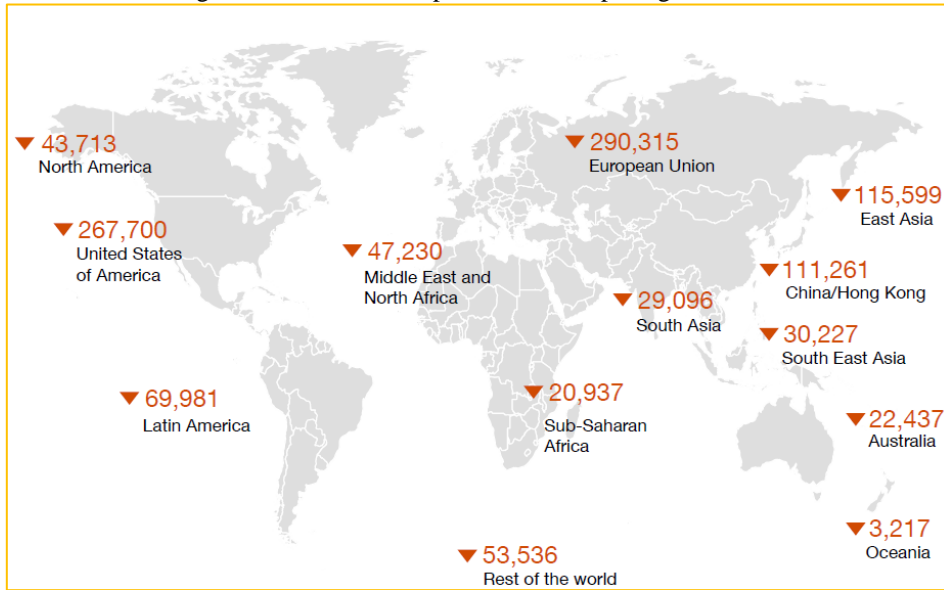 43,713
North America
290,315
European Union
115,599
East Asia
267,700
United States
of America
47,230
Middle East and
North Africa
111,261
China/Hong Kong
29,096
South Asia
30,227
South East Asia
69,981
Latin America
20,937
Sub-Saharan
Africa
22,437
Australia
3,217
Oceania
53,536
Rest of the world